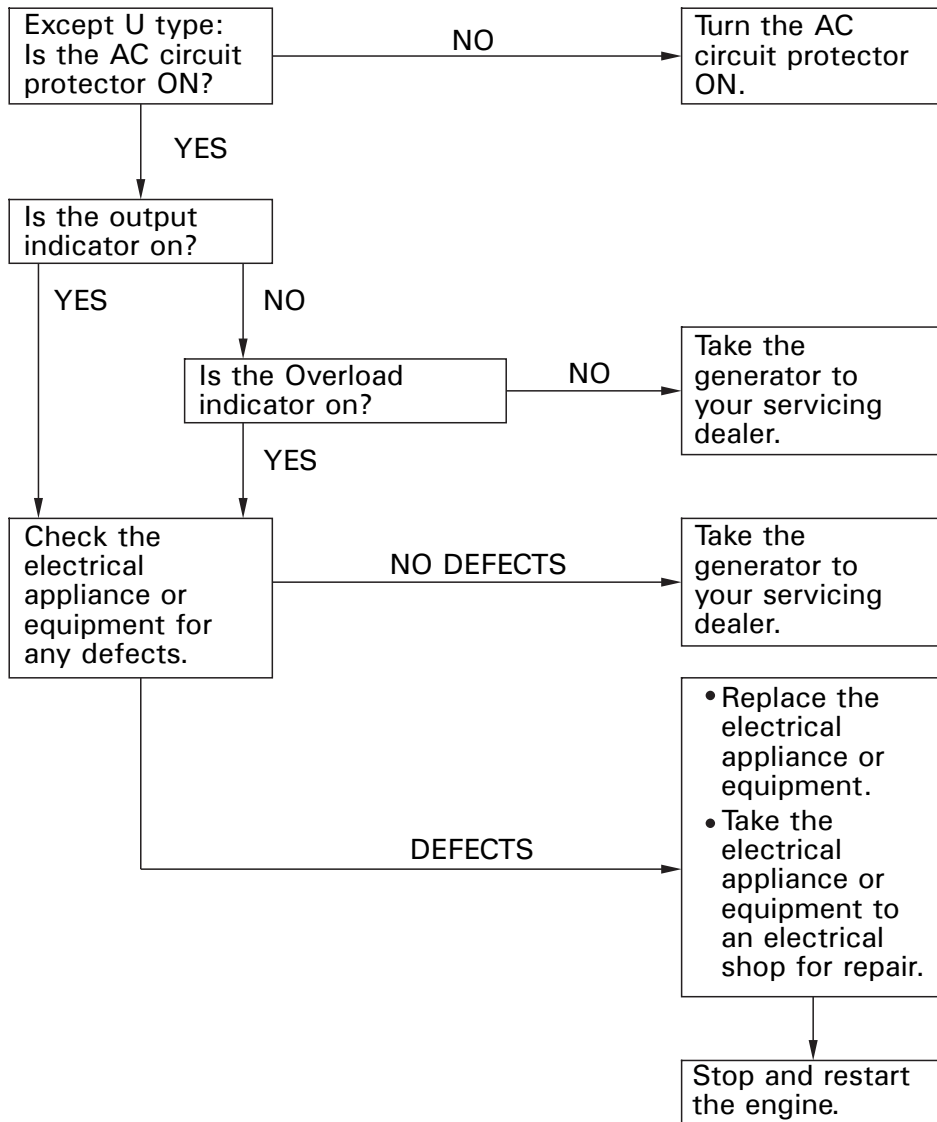 Except U type:
Is the AC circuit
protector ON?
NO
Turn the AC
circuit protector
ON.
YES
Is the output
indicator on?
YES
NO
Is the Overload
indicator on?
NO
Take the
generator to
your servicing
dealer.
YES
Check the
electrical
appliance or
equipment for
any defects.
NO DEFECTS
Take the
generator to
your servicing
dealer.
DEFECTS
• Replace the
electrical
appliance or
equipment.
• Take the
electrical
appliance or
equipment to
an electrical
shop for repair.
Stop and restart
the engine.